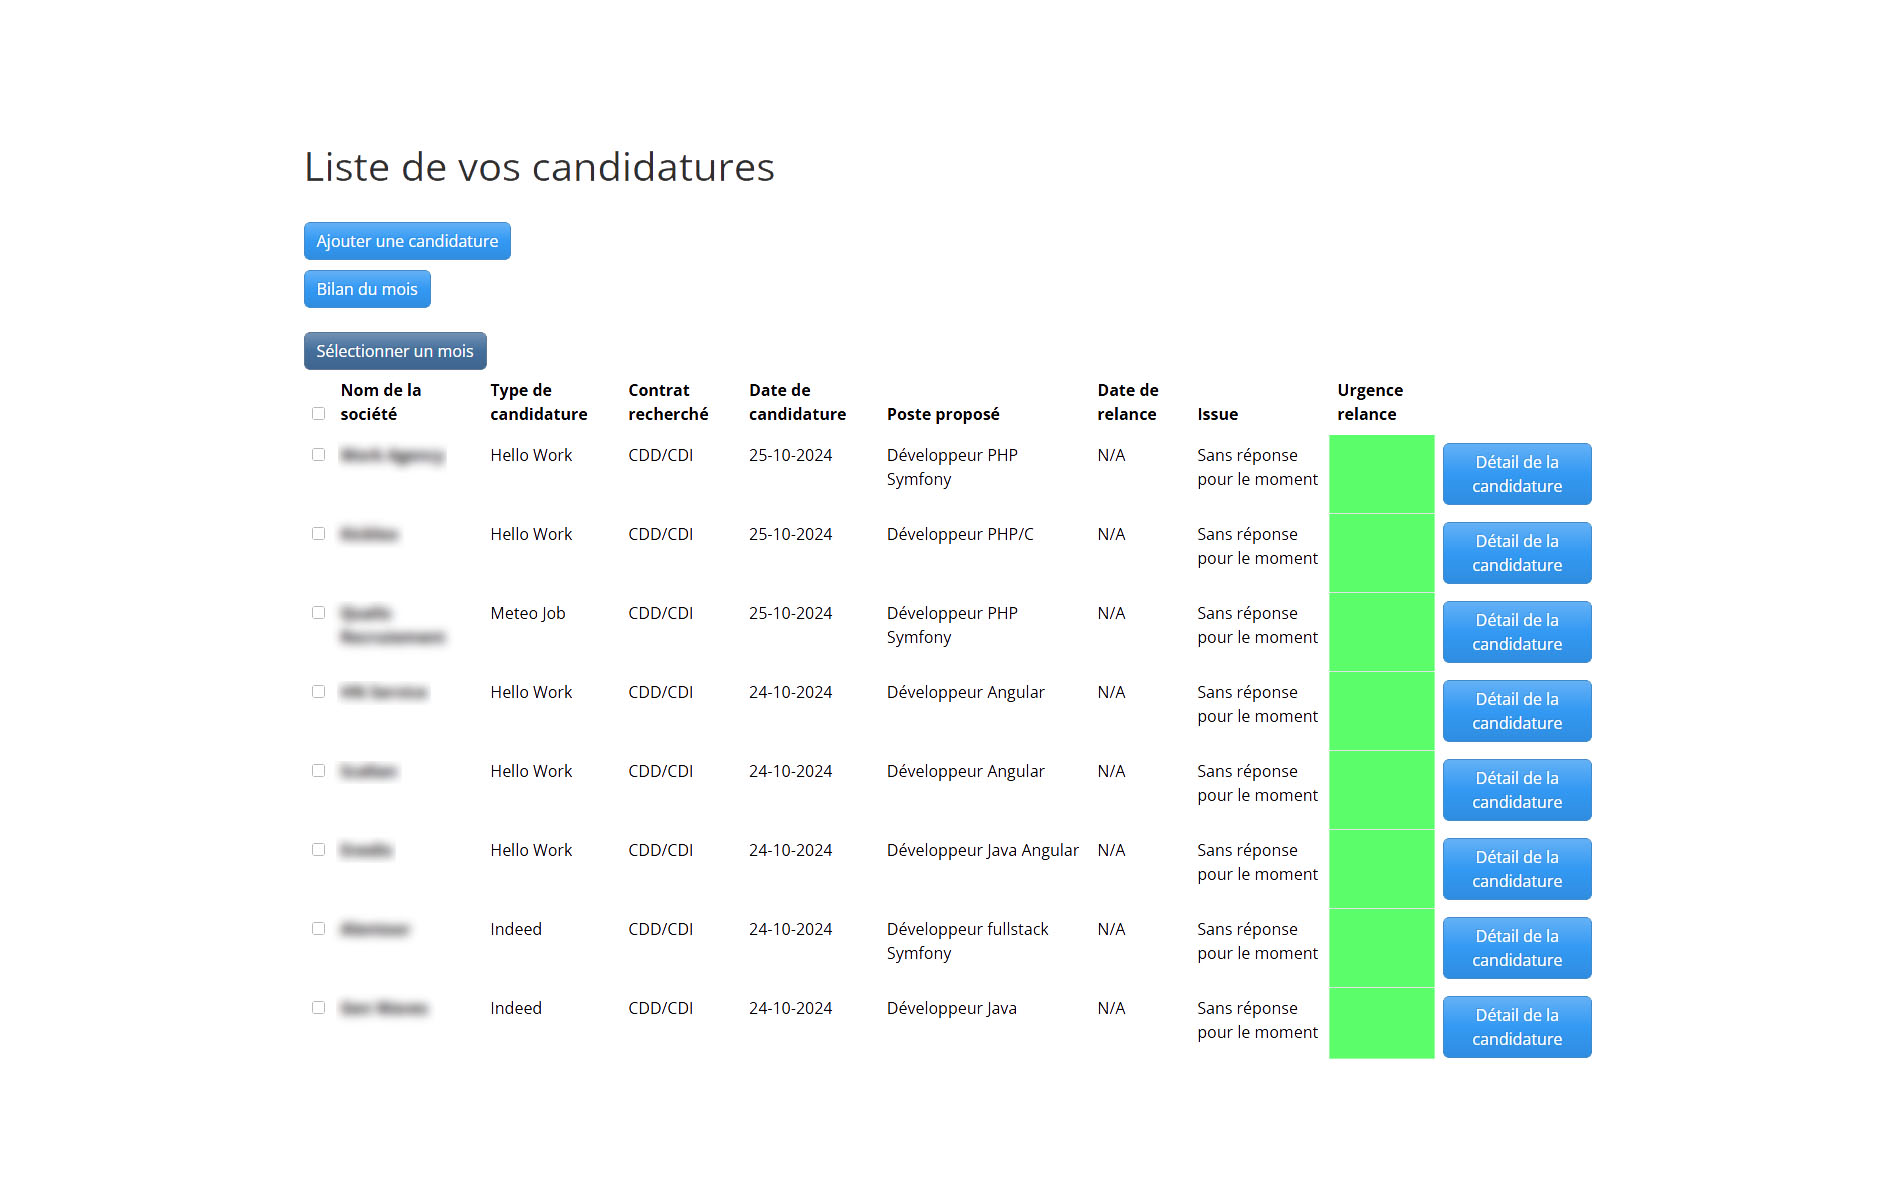 Liste de vos candidatures
Ajouter une candidature
Bilan du mois
Sélectionner un mois
Nom de la société Type de candidature Contrat recherché Date de candidature Poste proposé Date de relance Issue Urgence relance
Hello Work CDD/CDI 25-10-2024 Développeur PHP Symfony N/A Sans réponse pour le moment Détail de la candidature
Hello Work CDD/CDI 25-10-2024 Développeur PHP/C N/A Sans réponse pour le moment Détail de la candidature
Meteo Job CDD/CDI 25-10-2024 Développeur PHP Symfony N/A Sans réponse pour le moment Détail de la candidature
Hello Work CDD/CDI 24-10-2024 Développeur Angular N/A Sans réponse pour le moment Détail de la candidature
Hello Work CDD/CDI 24-10-2024 Développeur Angular N/A Sans réponse pour le moment Détail de la candidature
Hello Work CDD/CDI 24-10-2024 Développeur Java Angular N/A Sans réponse pour le moment Détail de la candidature
Indeed CDD/CDI 24-10-2024 Développeur fullstack Symfony N/A Sans réponse pour le moment Détail de la candidature
Indeed CDD/CDI 24-10-2024 Développeur Java N/A Sans réponse pour le moment Détail de la candidature